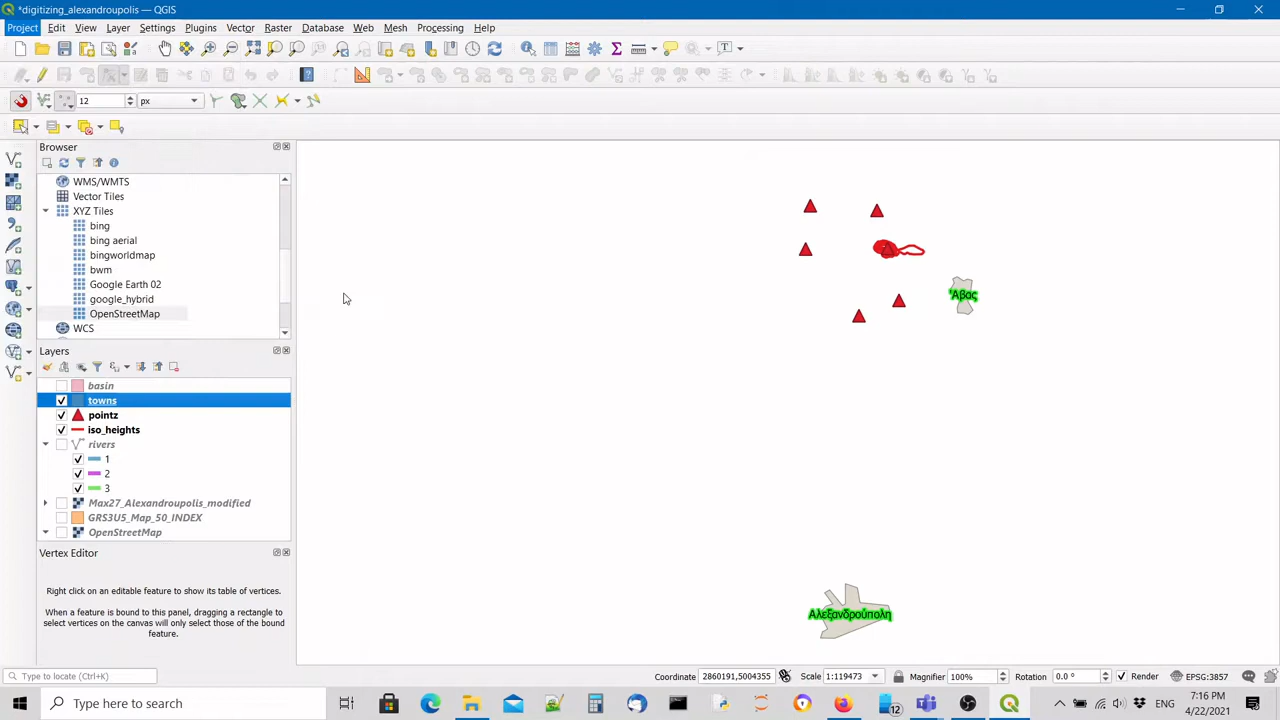 *digitizing_alexandroupolis — QGIS
Project Edit View Layer Settings Plugins Vector Raster Database Web Mesh Processing Help
12 px
Browser
WMS/WMTS
Vector Tiles
XYZ Tiles
bing
bing aerial
bingworldmap
bwm
Google Earth 02
google_hybrid
OpenStreetMap
WCS
Layers
basin
towns
pointz
iso_heights
rivers
1
2
3
Max27_Alexandroupolis_modified
GRS3U5_Map_50_INDEX
OpenStreetMap
Vertex Editor
Right click on an editable feature to show its table of vertices.
When a feature is bound to this panel, dragging a rectangle to
select vertices on the canvas will only select those of the bound
feature.
Άβας
Αλεξανδρούπολη
Type to locate (Ctrl+K) Coordinate 2860191,5004355 Scale 1:119473 Magnifier 100% Rotation 0.0 ° Render EPSG:3857
Type here to search 12 ENG 7:16 PM
4/22/2021